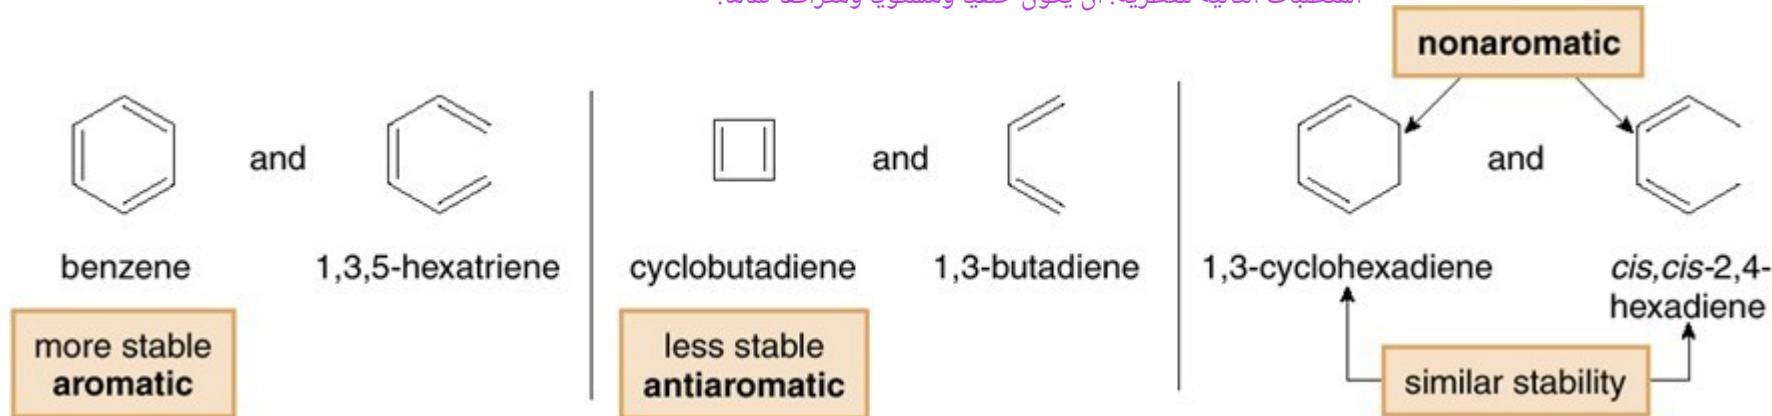 nonaromatic
benzene
and
1,3,5-hexatriene
cyclobutadiene
and
1,3-butadiene
1,3-cyclohexadiene
and
cis,cis-2,4-
hexadiene
more stable
aromatic
less stable
antiaromatic
similar stability